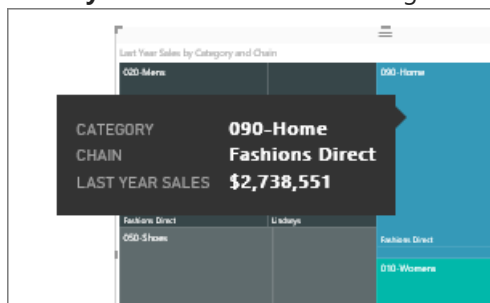 Last Year Sales by Category and Chain
020-Mens
090-Home
CATEGORY 090-Home
CHAIN Fashions Direct
LAST YEAR SALES $2,738,551
Fashions Direct
Lindseys
050-Shoes
Fashions Direct
010-Womens